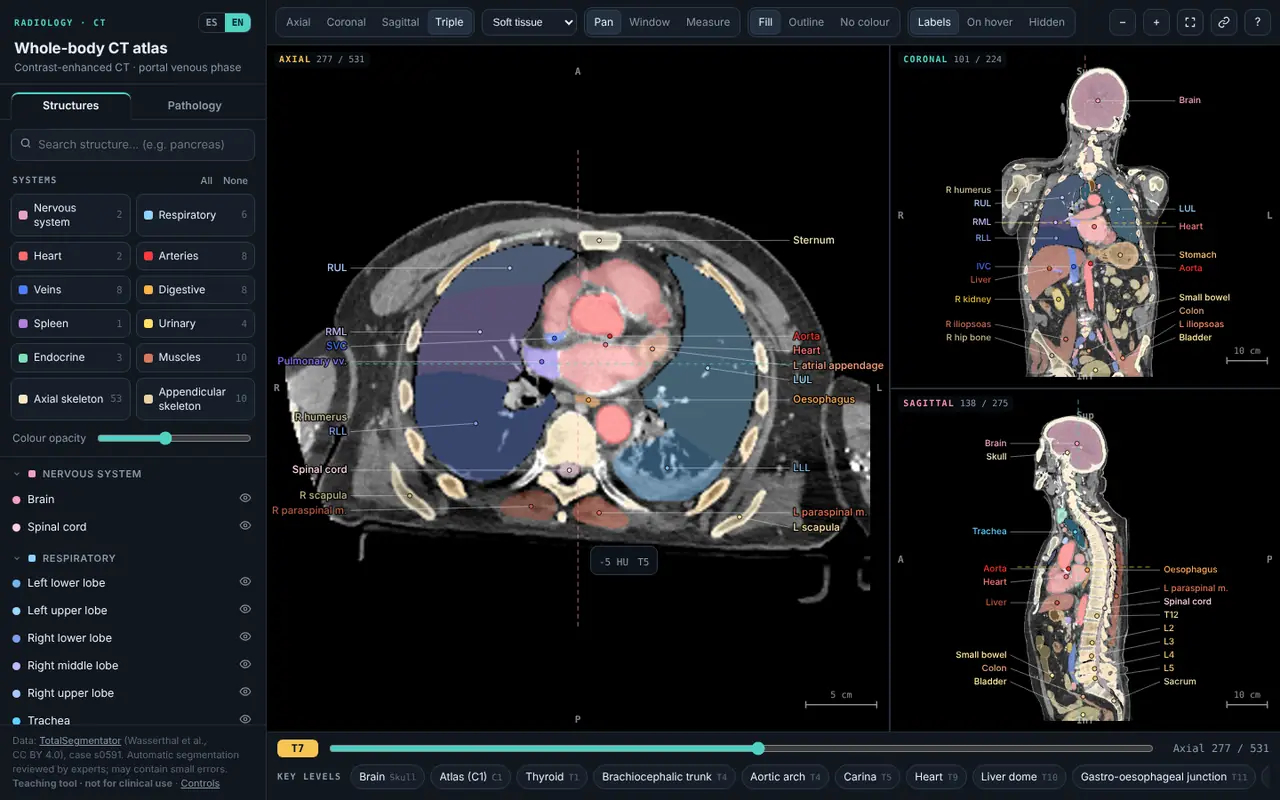 RADIOLOGY · CT
ES EN
Whole-body CT atlas
Contrast-enhanced CT · portal venous phase
Structures Pathology
Search structure... (e.g. pancreas)
SYSTEMS All None
Nervous system 2
Respiratory 6
Heart 2
Arteries 8
Veins 8
Digestive 8
Spleen 1
Urinary 4
Endocrine 3
Muscles 10
Axial skeleton 53
Appendicular skeleton 10
Colour opacity
NERVOUS SYSTEM
Brain
Spinal cord
RESPIRATORY
Left lower lobe
Left upper lobe
Right lower lobe
Right middle lobe
Right upper lobe
Trachea
Data: TotalSegmentator (Wasserthal et al.,
CC BY 4.0), case s0591. Automatic segmentation
reviewed by experts; may contain small errors.
Teaching tool · not for clinical use · Controls
Axial Coronal Sagittal Triple
Soft tissue
Pan Window Measure
Fill Outline No colour
Labels On hover Hidden
− + ?
AXIAL 277 / 531
A
R
L
P
RUL
RML
SVC
Pulmonary vv.
R humerus
RLL
Spinal cord
R scapula
R paraspinal m.
Sternum
Aorta
Heart
L atrial appendage
LUL
Oesophagus
LLL
L paraspinal m.
L scapula
-5 HU T5
5 cm
CORONAL 101 / 224
Sup
R
L
Inf
Brain
R humerus
RUL
RML
RLL
IVC
Liver
R kidney
R iliopsoas
R hip bone
LUL
Heart
Stomach
Aorta
Small bowel
Colon
L iliopsoas
Bladder
10 cm
SAGITTAL 138 / 275
Sup
A
P
Inf
Brain
Skull
Trachea
Aorta
Heart
Liver
Small bowel
Colon
Bladder
Oesophagus
L paraspinal m.
Spinal cord
T12
L2
L3
L4
L5
Sacrum
10 cm
T7 Axial 277 / 531
KEY LEVELS Brain Skull Atlas (C1) C1 Thyroid T1 Brachiocephalic trunk T4 Aortic arch T4 Carina T5 Heart T9 Liver dome T10 Gastro-oesophageal junction T11